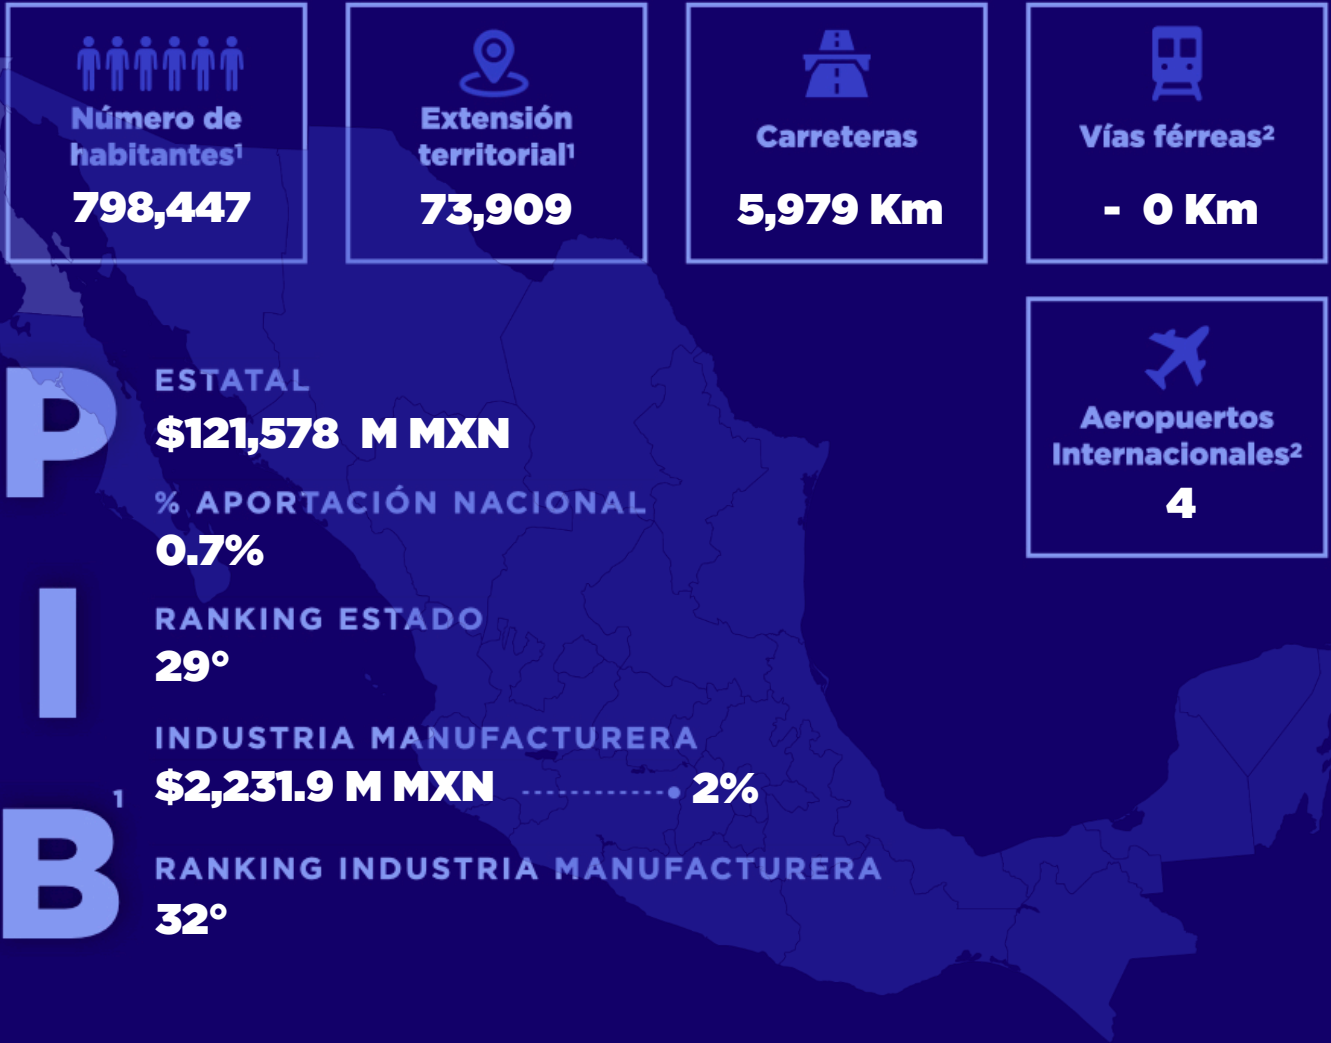 Número de
habitantes¹
798,447
Extensión
territorial¹
73,909
Carreteras
5,979 Km
Vías férreas²
- 0 Km
Aeropuertos
Internacionales²
4
PIB¹
ESTATAL
$121,578 M MXN
% APORTACIÓN NACIONAL
0.7%
RANKING ESTADO
29°
INDUSTRIA MANUFACTURERA
$2,231.9 M MXN 2%
RANKING INDUSTRIA MANUFACTURERA
32°